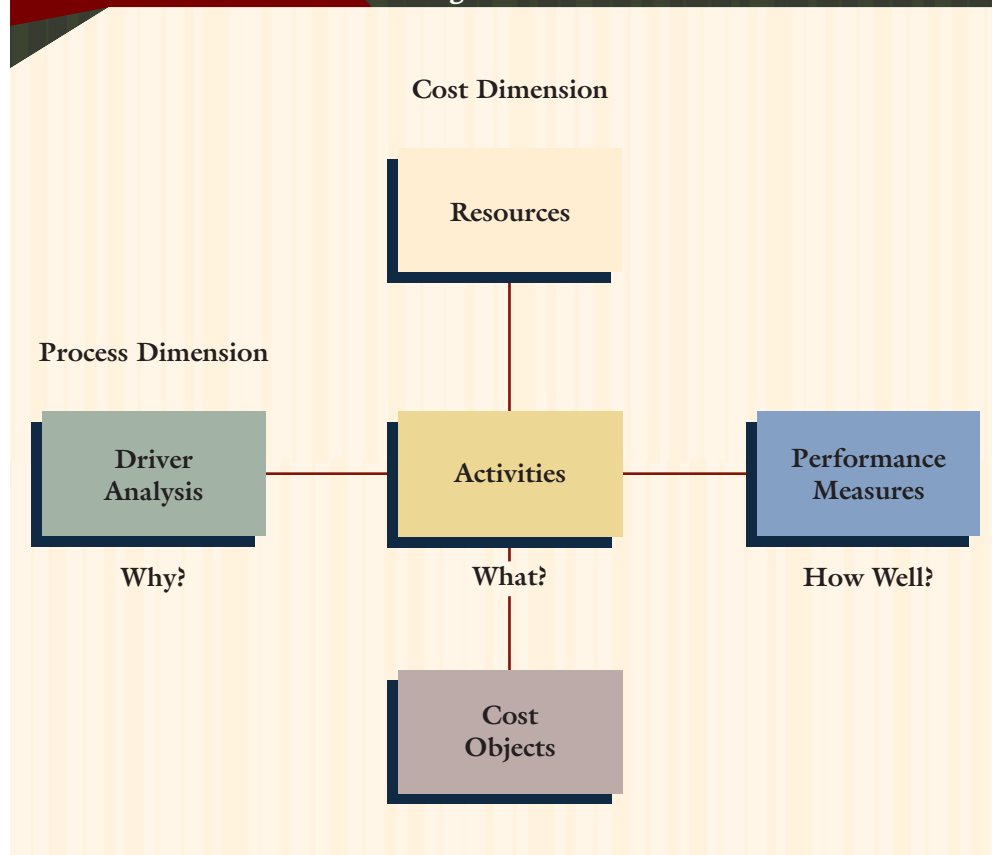 Cost Dimension
Resources
Process Dimension
Driver
Analysis
Activities
Performance
Measures
Why?
What?
How Well?
Cost
Objects